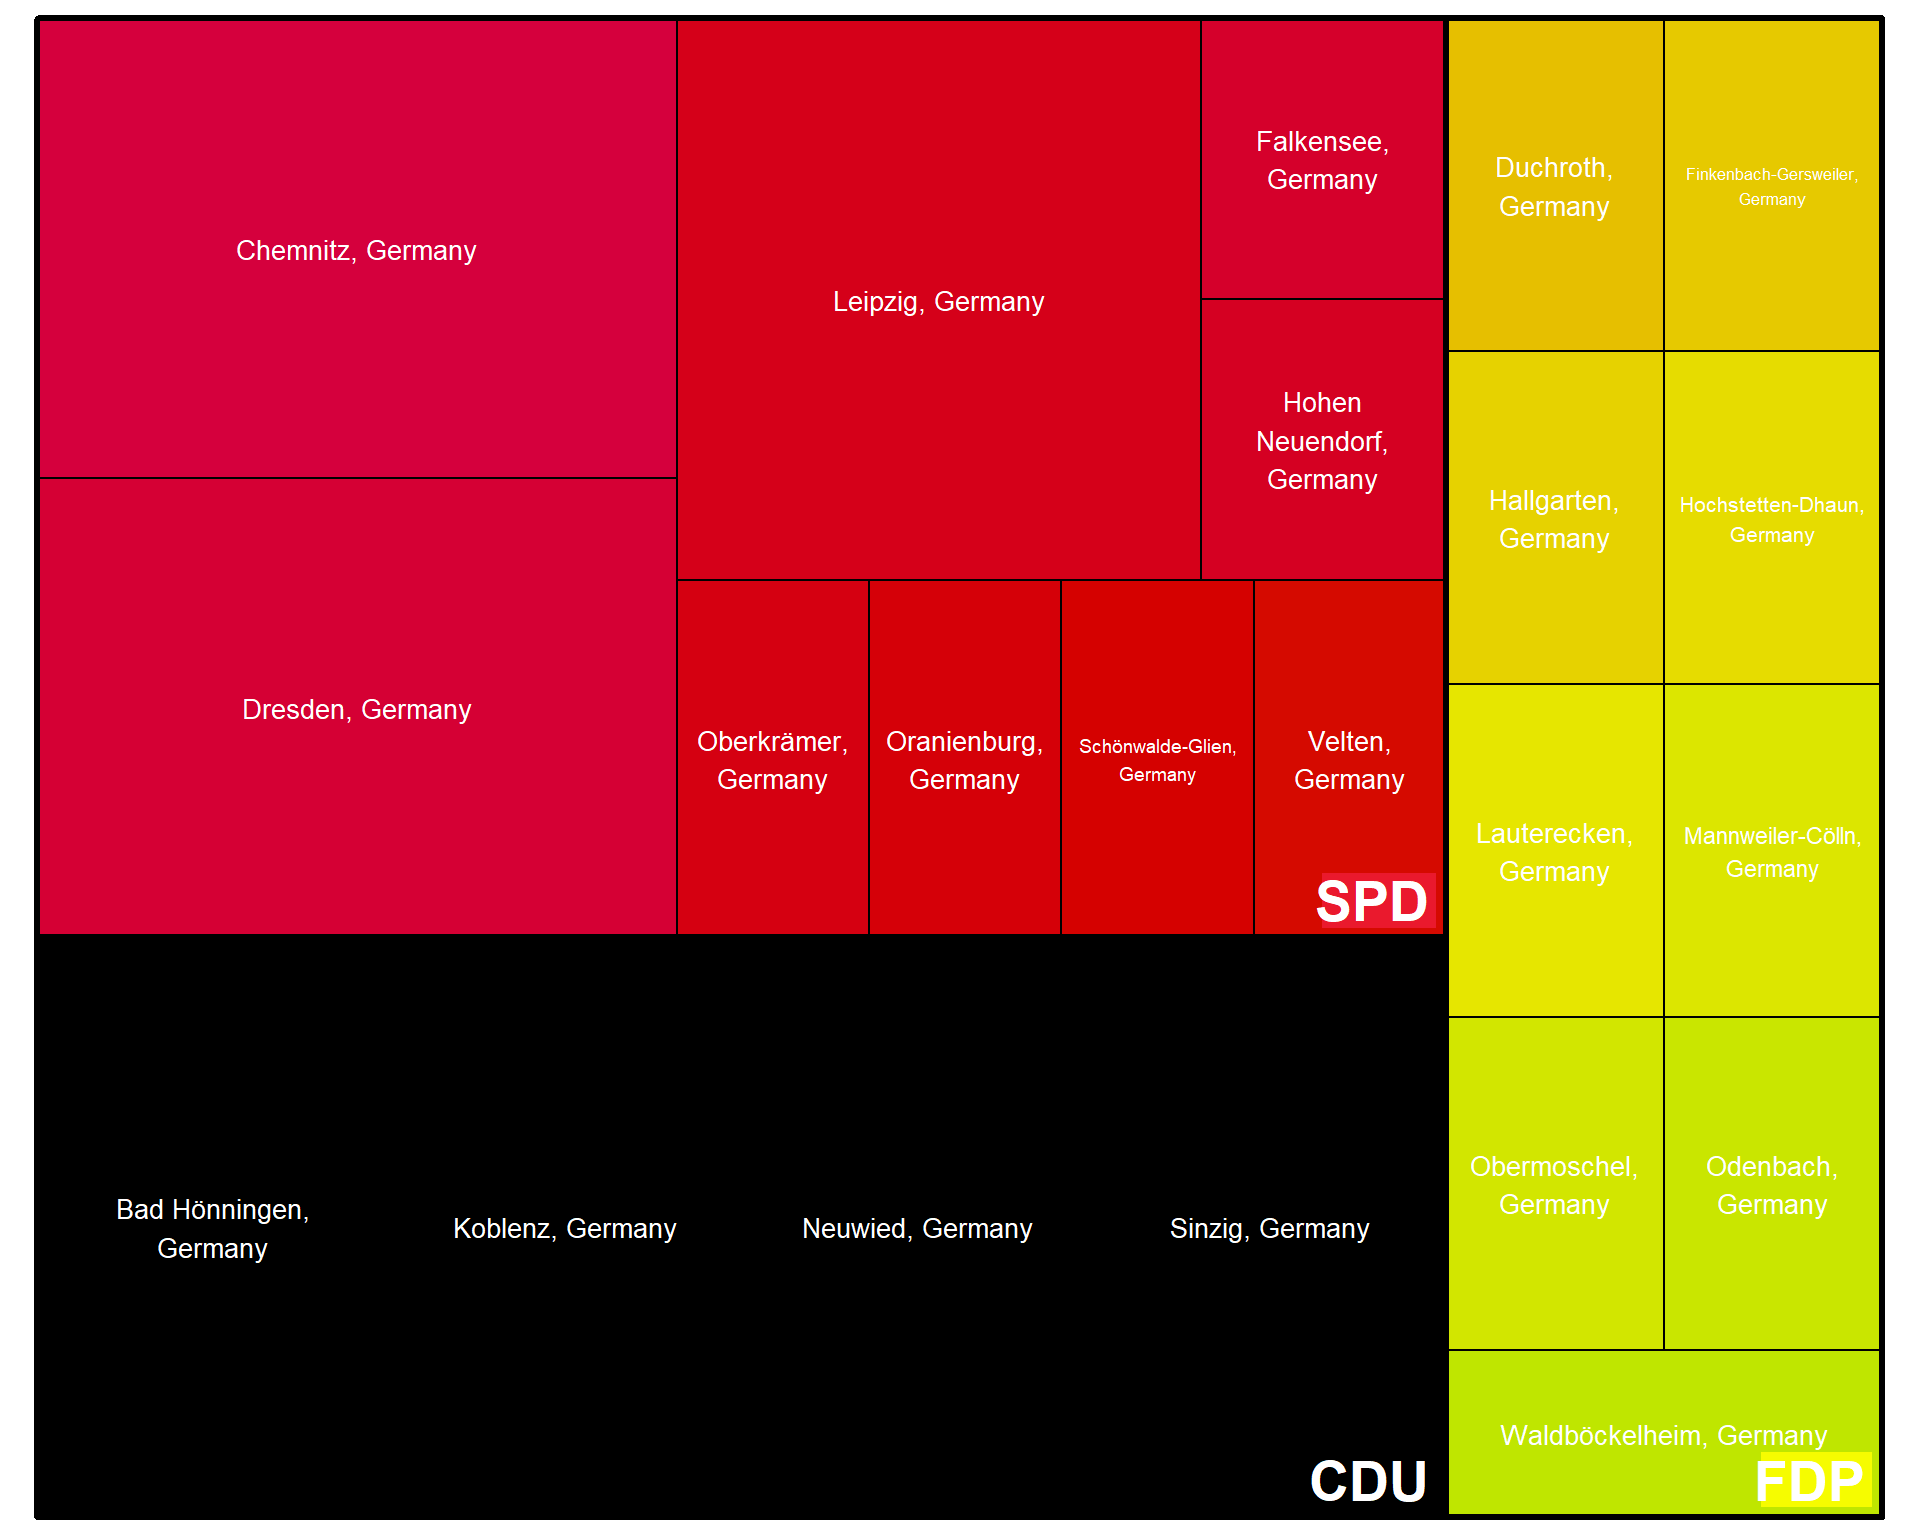 Chemnitz, Germany
Dresden, Germany
Leipzig, Germany
Falkensee,
Germany
Hohen
Neuendorf,
Germany
Oberkrämer,
Germany
Oranienburg,
Germany
Schönwalde-Glien,
Germany
Velten,
Germany
SPD
Bad Hönningen,
Germany
Koblenz, Germany
Neuwied, Germany
Sinzig, Germany
CDU
Duchroth,
Germany
Finkenbach-Gersweiler,
Germany
Hallgarten,
Germany
Hochstetten-Dhaun,
Germany
Lauterecken,
Germany
Mannweiler-Cölln,
Germany
Obermoschel,
Germany
Odenbach,
Germany
Waldböckelheim, Germany
FDP